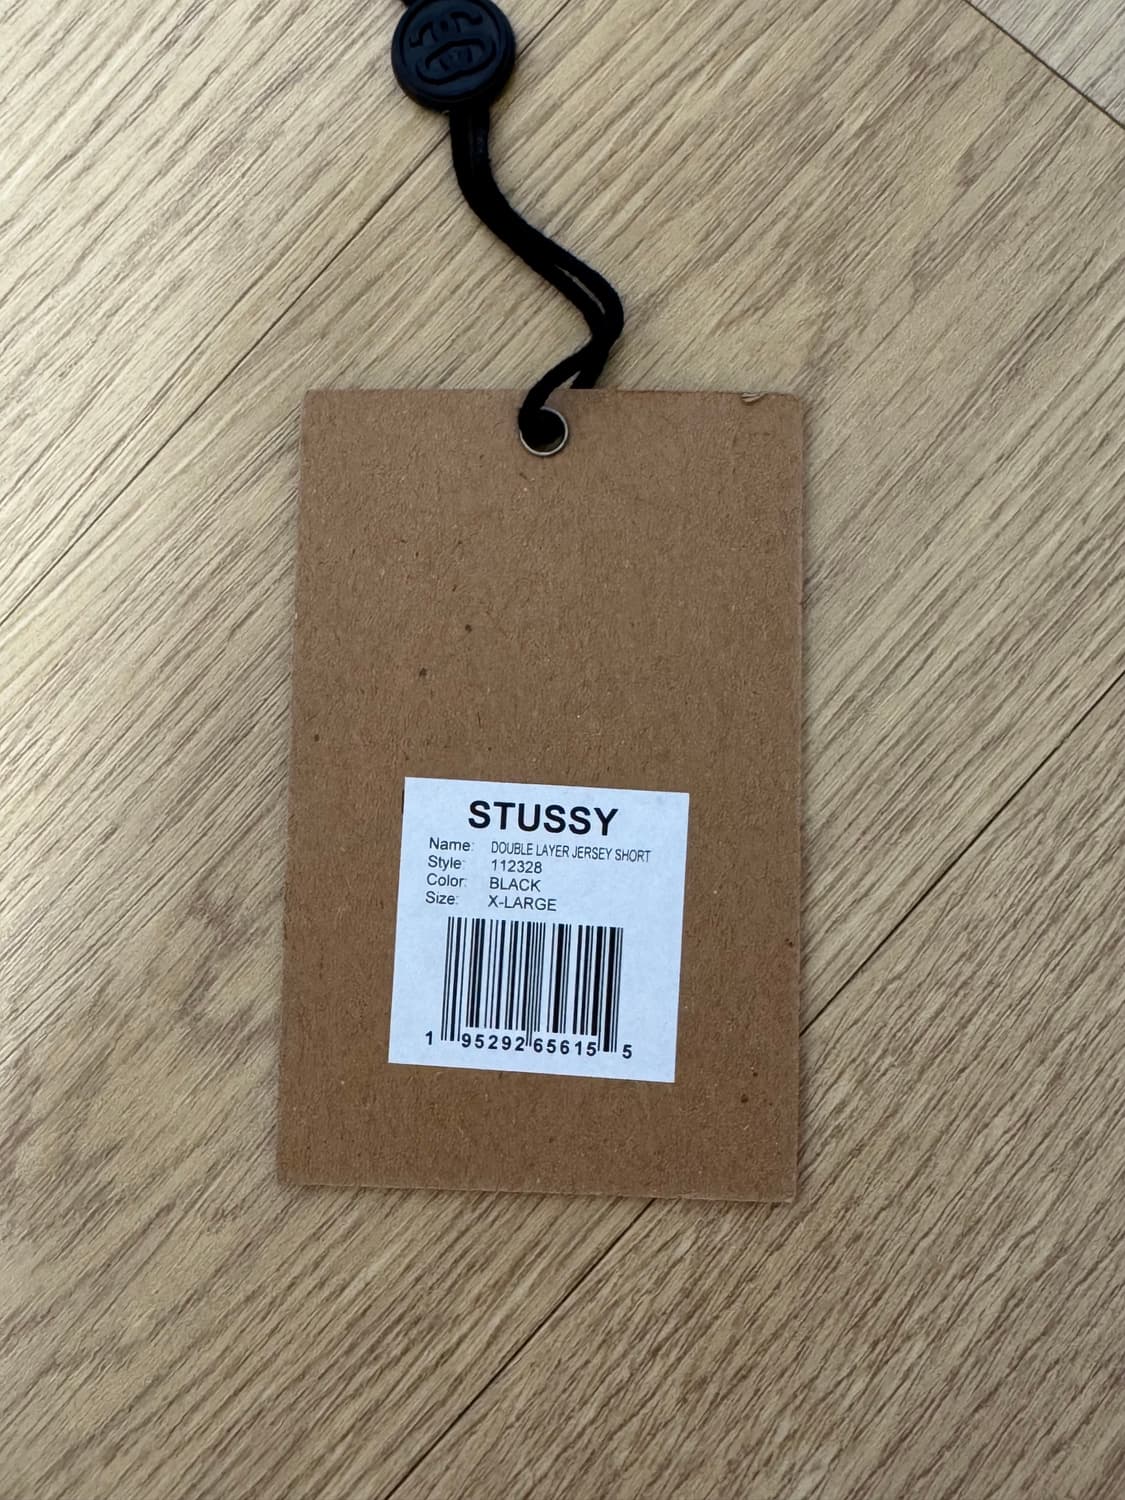 STUSSY
Name: DOUBLE LAYER JERSEY SHORT
Style: 112328
Color: BLACK
Size: X-LARGE
1 95292 65615 5